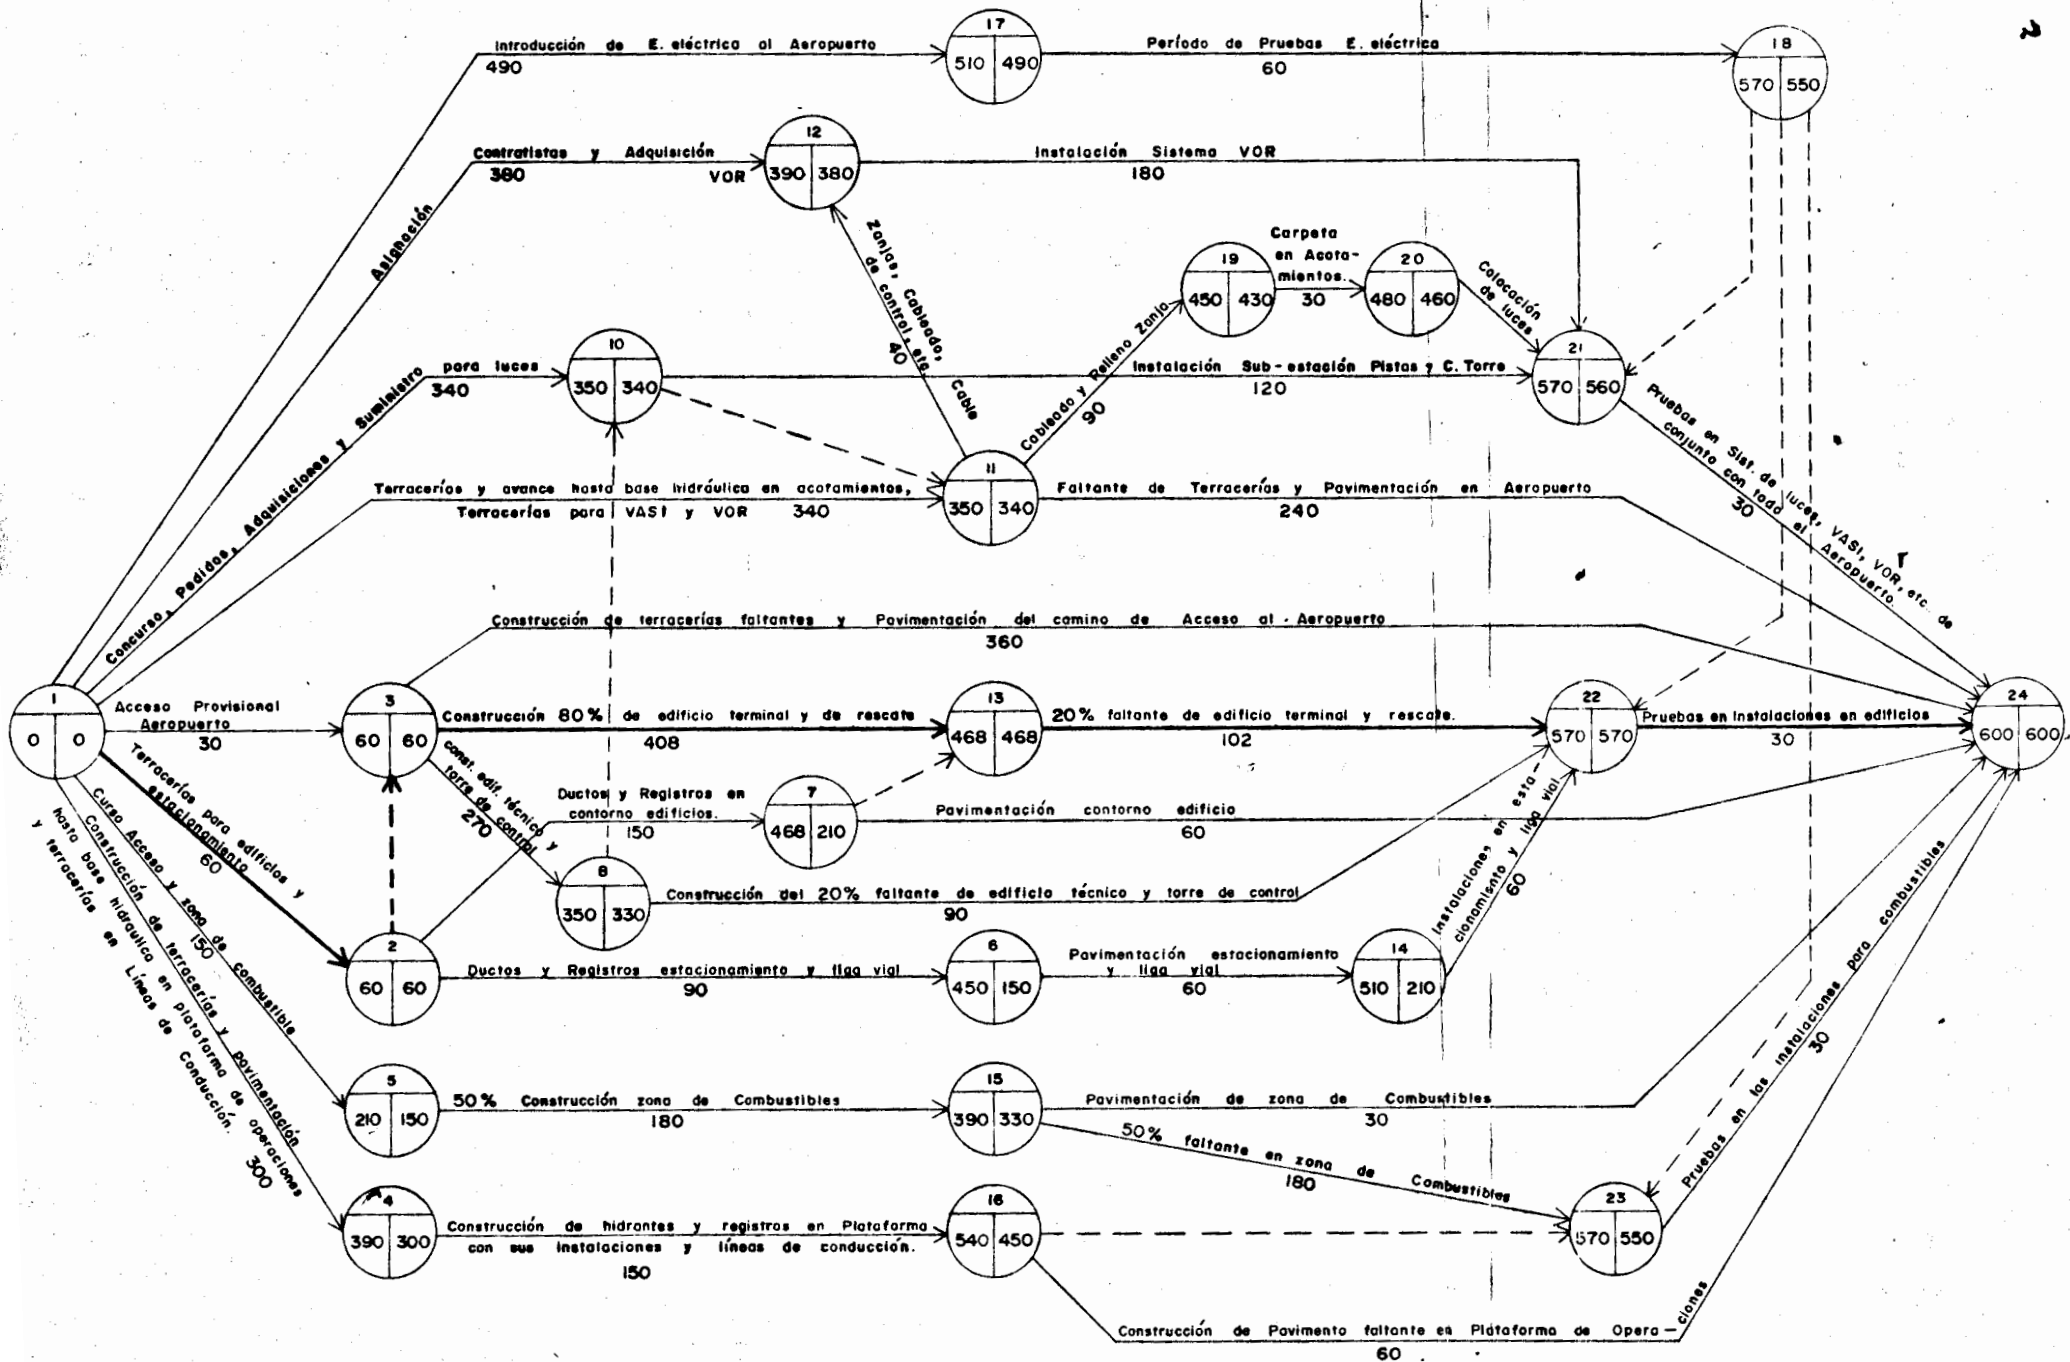 17
Introducción de E. eléctrica al Aeropuerto
490
510 490
Período de Pruebas E. eléctrica
60
18
570 550
12
Contratistas y Adquisición
380
VOR
390 380
Instalación Sistema VOR
180
Asignación
Zanjas, Cableado,
de control, etc. Cable
40
19
450 430
Carpeta
en Acota-
mientos.
30
20
480 460
Colocación
de luces
10
350 340
Concurso, Pedidos, Adquisiciones y Suministro para luces
340
Instalación Sub-estación Pistas y C. Torre
120
21
570 560
Cableado y Relleno Zanja
90
Pruebas en Sist. de luces, VASI, VOR, etc. de
conjunto con todo el Aeropuerto.
30
11
350 340
Terracerías y avance hasta base hidráulica en acotamientos,
Terracerías para VASI y VOR 340
Faltante de Terracerías y Pavimentación en Aeropuerto
240
Construcción de terracerías faltantes y Pavimentación del camino de Acceso al - Aeropuerto
360
1
0 0
Acceso Provisional
Aeropuerto
30
3
60 60
Construcción 80% de edificio terminal y de rescate
408
13
468 468
20% faltante de edificio terminal y rescate.
102
22
570 570
Pruebas en Instalaciones en edificios
30
24
600 600
Terracerías para edificios y
estacionamiento
60
const. edif. técnico y
torre de control
270
Ductos y Registros en
contorno edificios.
150
7
468 210
Pavimentación contorno edificio
60
8
350 330
Construcción del 20% faltante de edificio técnico y torre de control
90
Instalaciones en esta-
cionamiento y liga vial
60
2
60 60
Ductos y Registros estacionamiento y liga vial
90
6
450 150
Pavimentación estacionamiento
y liga vial
60
14
510 210
Curso Acceso y zona de combustible
150
Construcción de terracerías y pavimentación
hasta base hidraulica en plataforma de operaciones
y terracerías en Líneas de Conducción.
300
5
210 150
50% Construcción zona de Combustibles
180
15
390 330
Pavimentación de zona de Combustibles
30
50% faltante en zona de Combustibles
180
Pruebas en las instalaciones para combustibles
30
4
390 300
Construcción de hidrantes y registros en Plataforma
con sus instalaciones y líneas de conducción.
150
16
540 450
23
570 550
Construcción de Pavimento faltante en Plataforma de Opera-
ciones
60